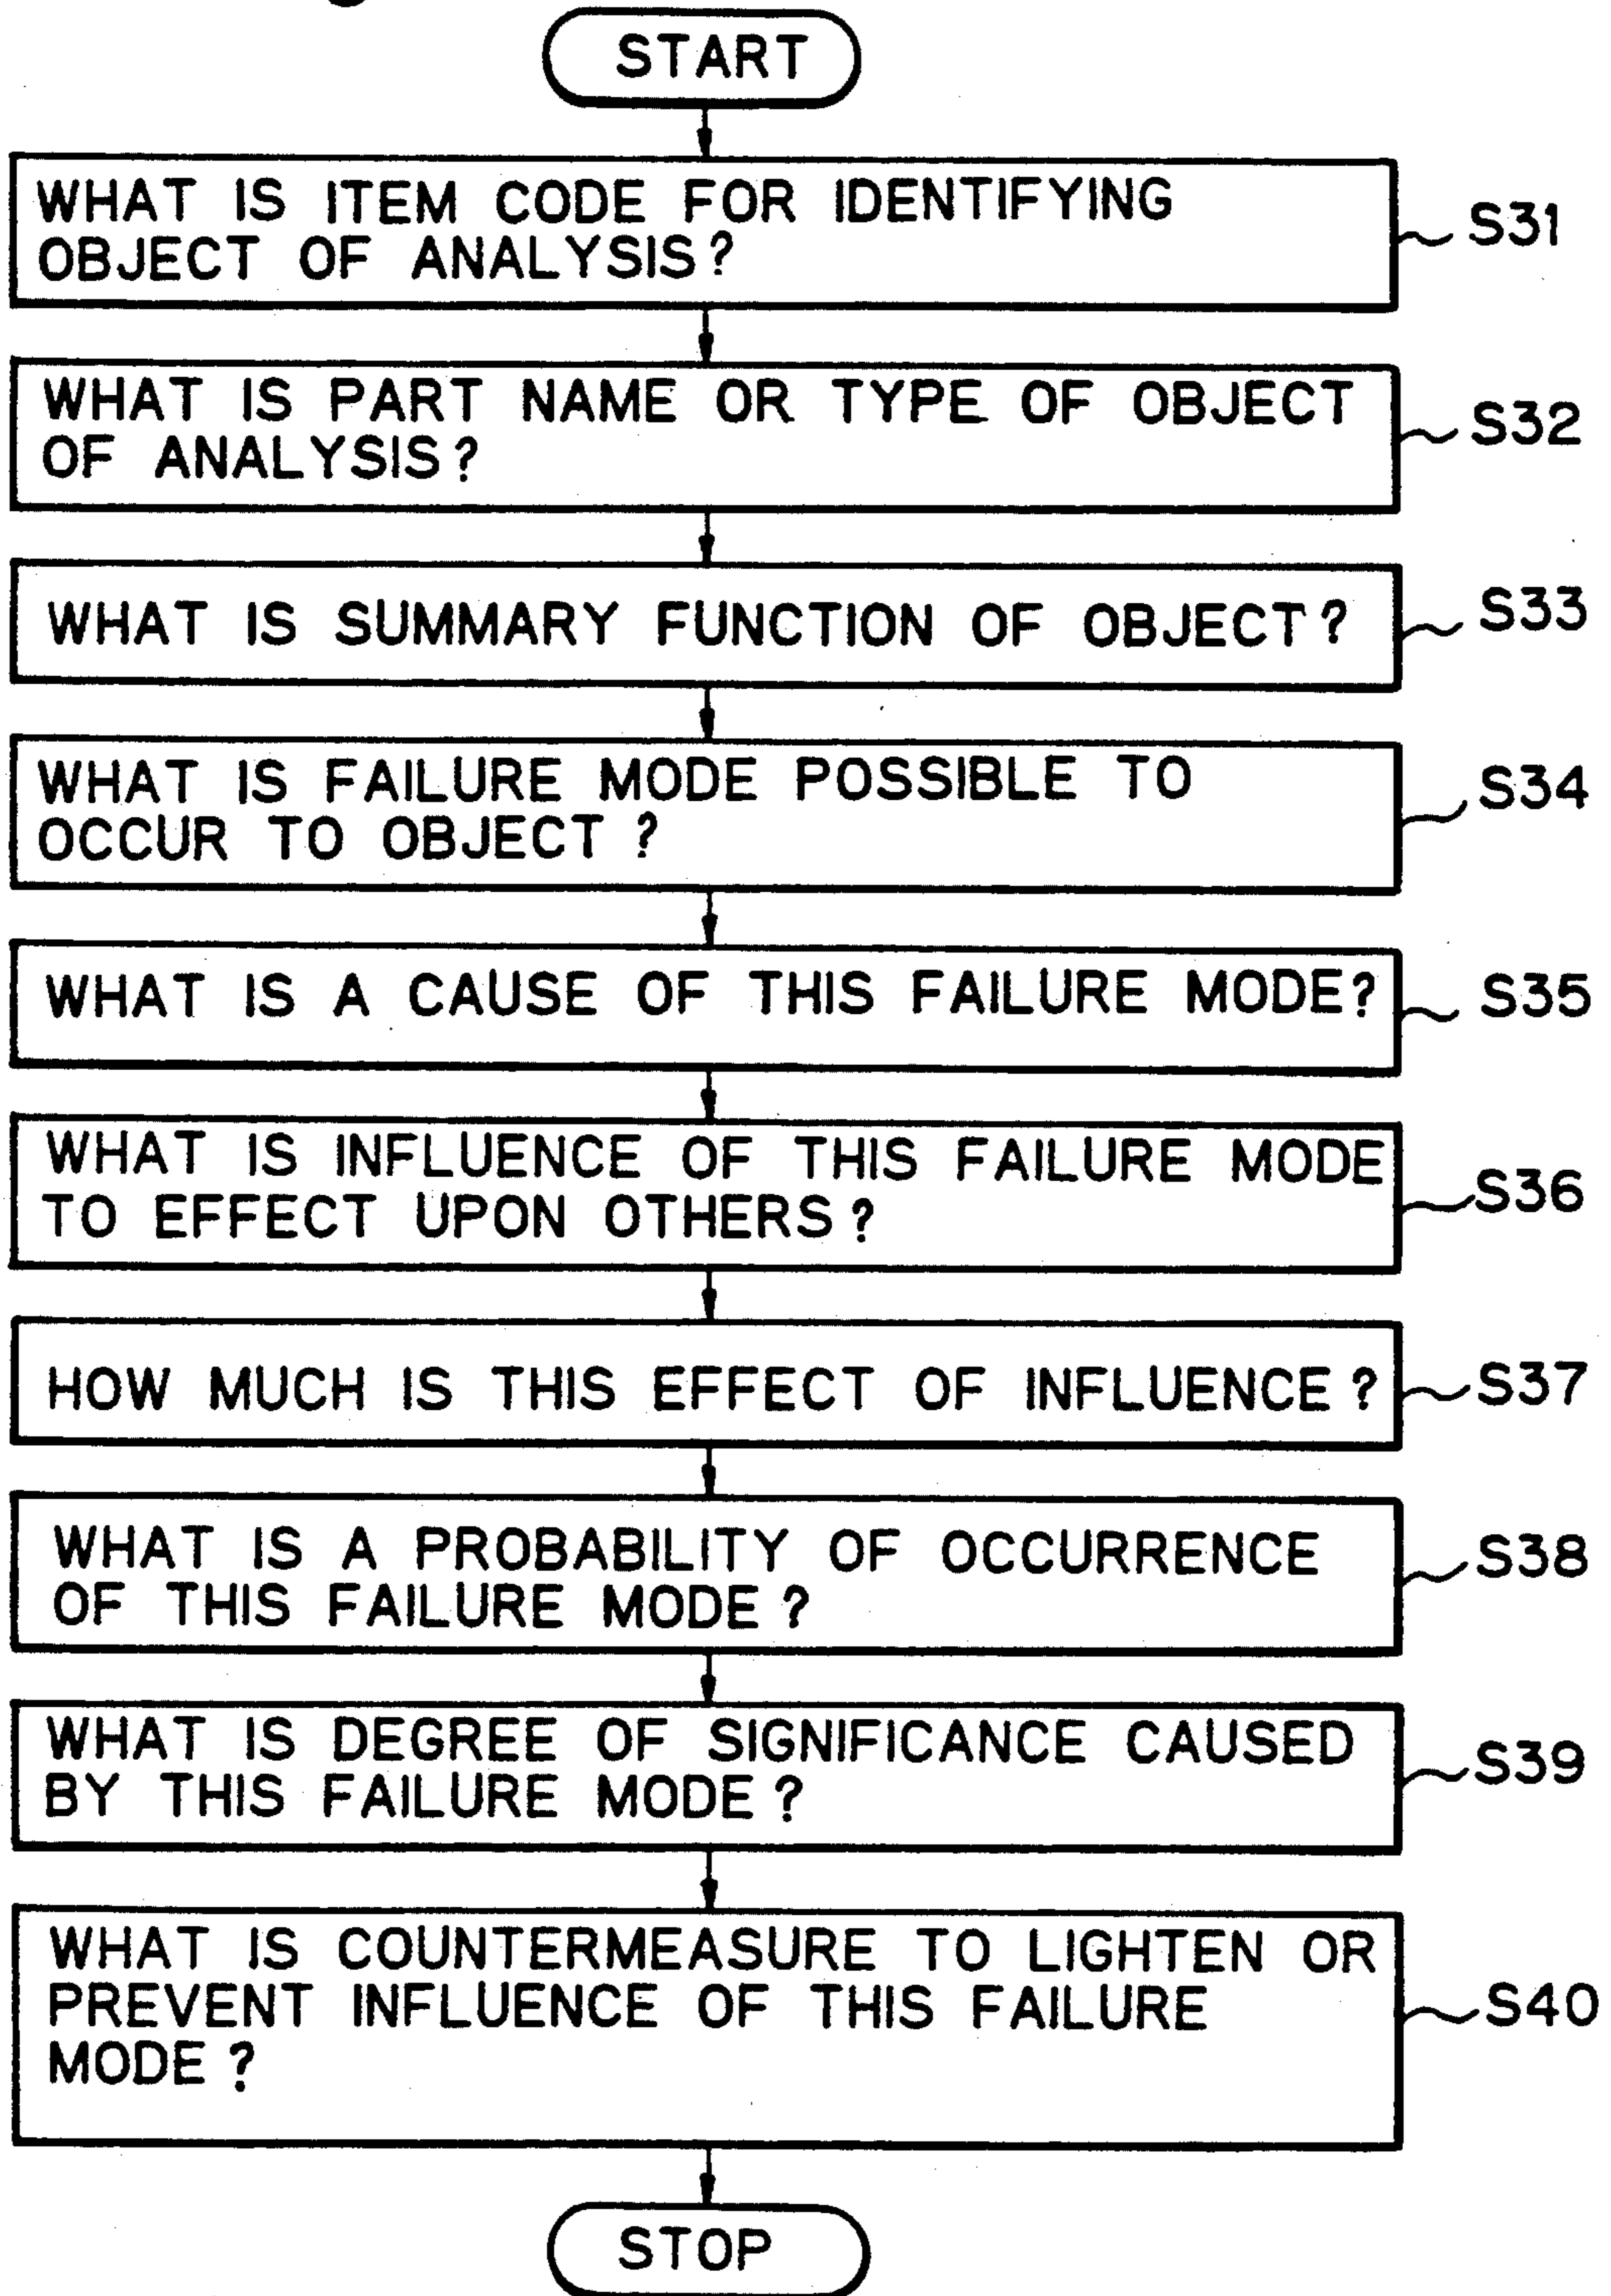 START
WHAT IS ITEM CODE FOR IDENTIFYING
OBJECT OF ANALYSIS?
S31
WHAT IS PART NAME OR TYPE OF OBJECT
OF ANALYSIS?
S32
WHAT IS SUMMARY FUNCTION OF OBJECT?
S33
WHAT IS FAILURE MODE POSSIBLE TO
OCCUR TO OBJECT ?
S34
WHAT IS A CAUSE OF THIS FAILURE MODE?
S35
WHAT IS INFLUENCE OF THIS FAILURE MODE
TO EFFECT UPON OTHERS ?
S36
HOW MUCH IS THIS EFFECT OF INFLUENCE ?
S37
WHAT IS A PROBABILITY OF OCCURRENCE
OF THIS FAILURE MODE ?
S38
WHAT IS DEGREE OF SIGNIFICANCE CAUSED
BY THIS FAILURE MODE ?
S39
WHAT IS COUNTERMEASURE TO LIGHTEN OR
PREVENT INFLUENCE OF THIS FAILURE
MODE ?
S40
STOP